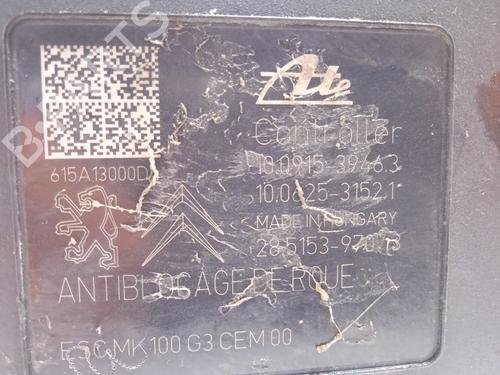 Ate
Controller
615A13000D
10.0915-3946.3
10.0625-3152.1
MADE IN HUNGARY
28.5153-9707.3
ANTIBLOCAGE DE ROUE
ESC MK100 G3 CEM 00